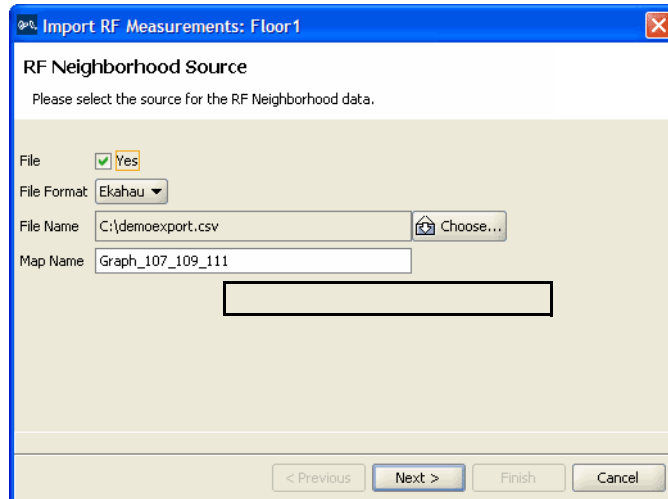 Import RF Measurements: Floor1
RF Neighborhood Source
Please select the source for the RF Neighborhood data.
File Yes
File Format Ekahau
File Name C:\demoexport.csv Choose...
Map Name Graph_107_109_111
< Previous Next > Finish Cancel